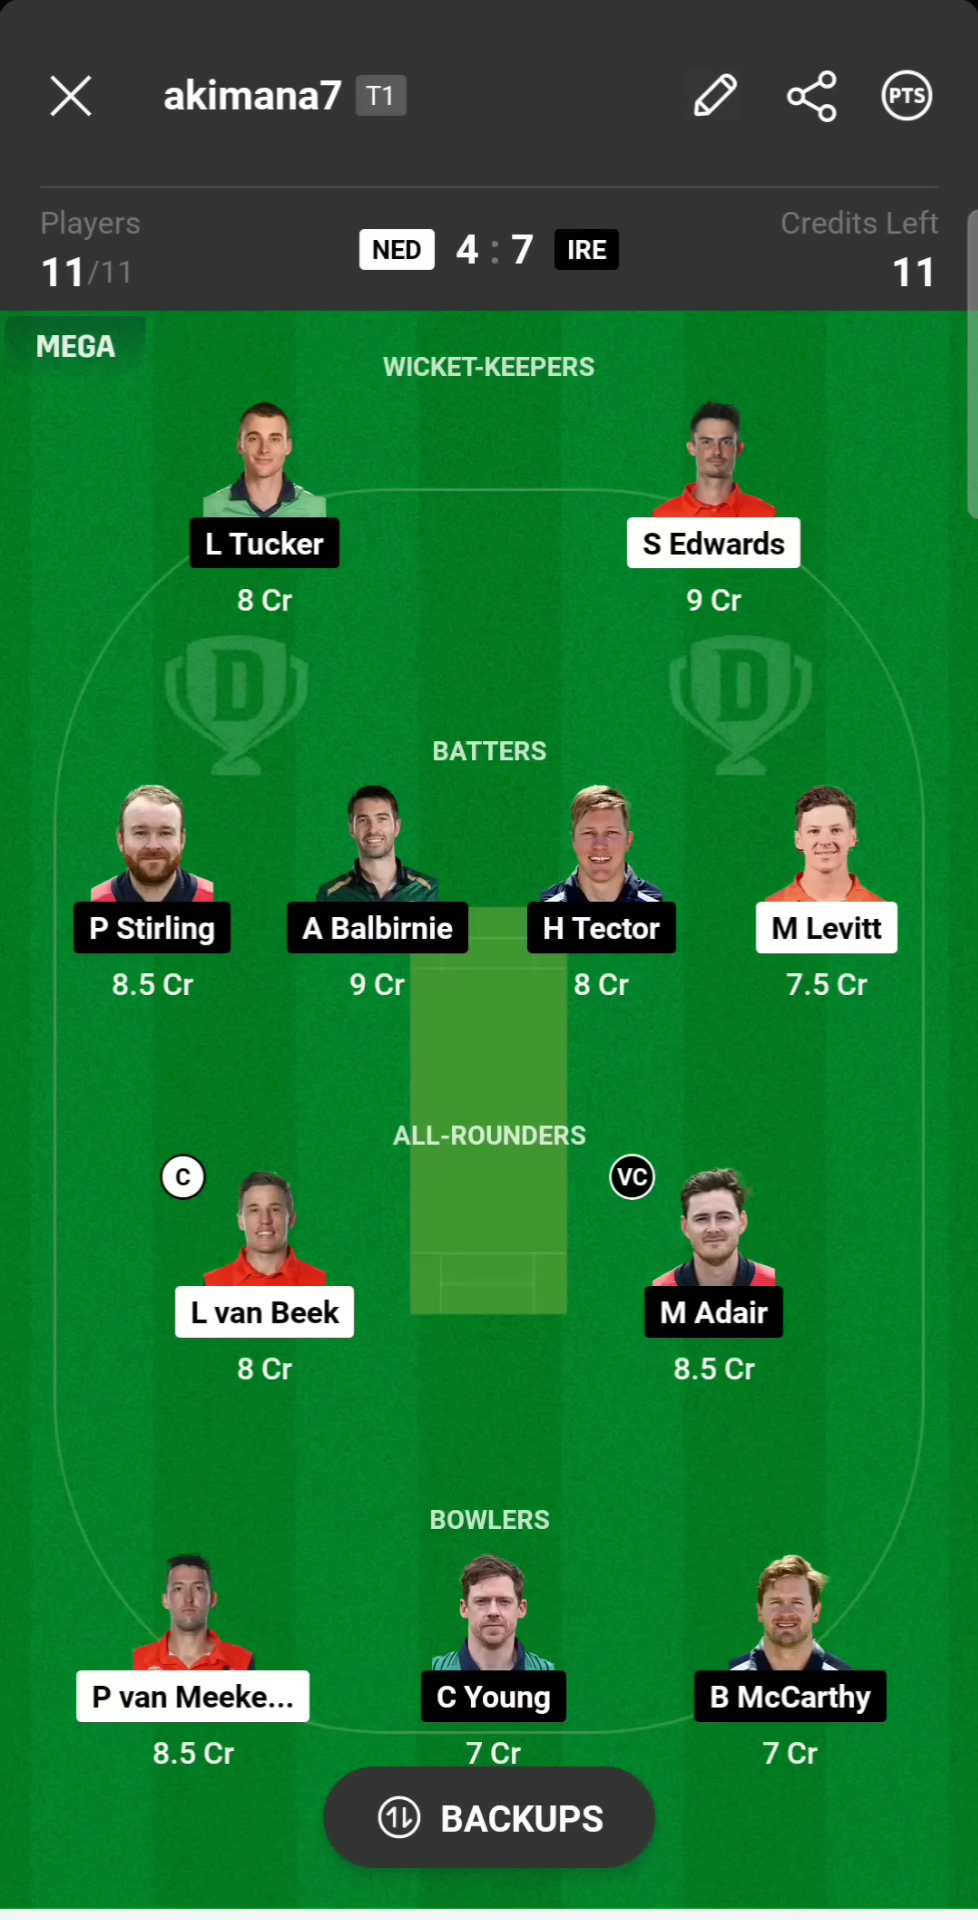 akimana7 T1 PTS
Players Credits Left
11/11 NED 4 : 7 IRE 11
MEGA
WICKET-KEEPERS
L Tucker S Edwards
8 Cr 9 Cr
D D
BATTERS
P Stirling A Balbirnie H Tector M Levitt
8.5 Cr 9 Cr 8 Cr 7.5 Cr
ALL-ROUNDERS
C VC
L van Beek M Adair
8 Cr 8.5 Cr
BOWLERS
P van Meeke... C Young B McCarthy
8.5 Cr 7 Cr 7 Cr
BACKUPS